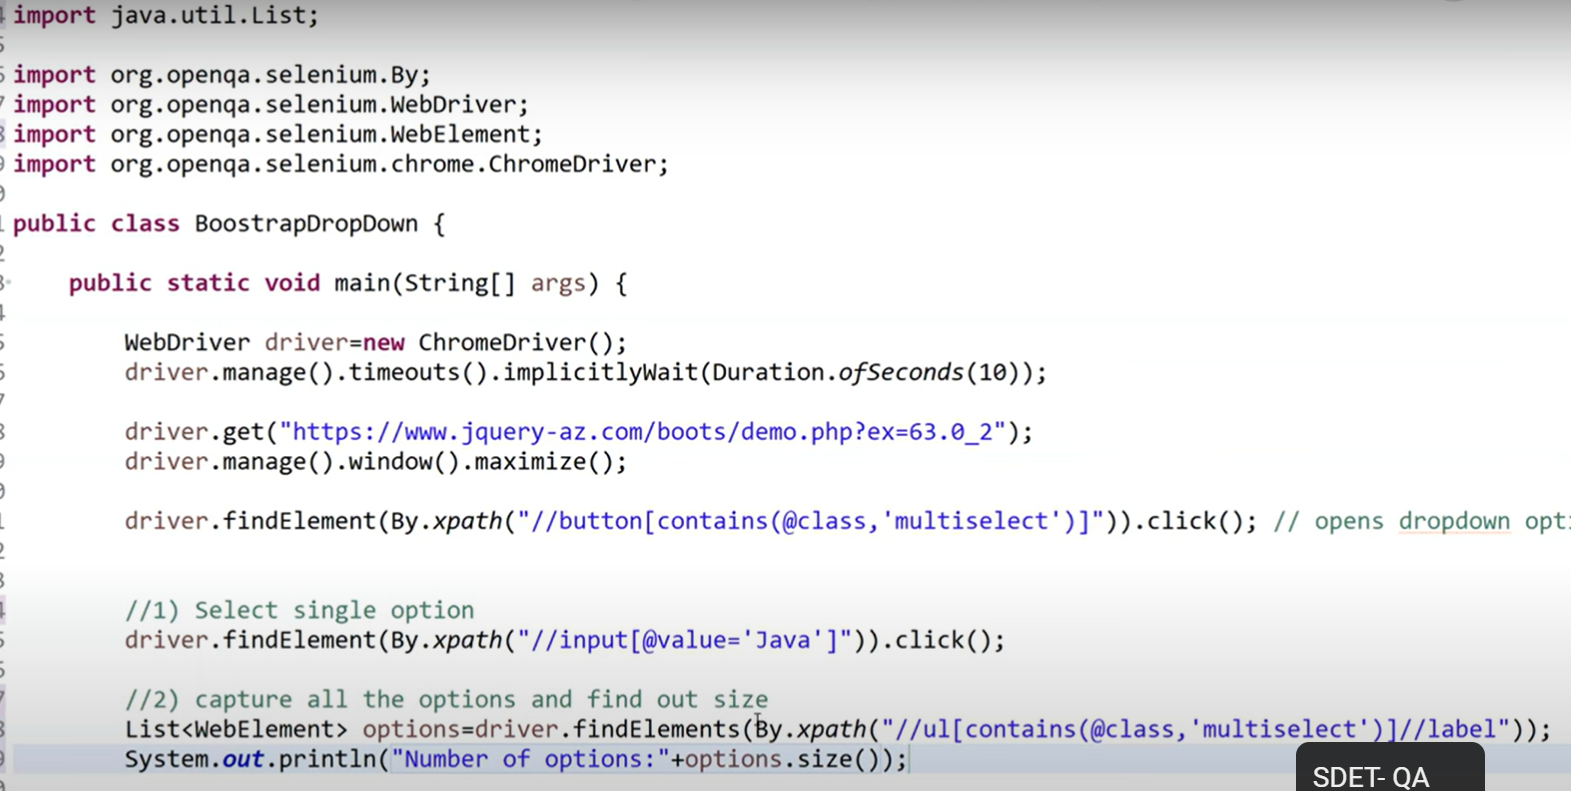 import java.util.List;
import org.openqa.selenium.By;
import org.openqa.selenium.WebDriver;
import org.openqa.selenium.WebElement;
import org.openqa.selenium.chrome.ChromeDriver;
public class BoostrapDropDown {
public static void main(String[] args) {
WebDriver driver=new ChromeDriver();
driver.manage().timeouts().implicitlyWait(Duration.ofSeconds(10));
driver.get("https://www.jquery-az.com/boots/demo.php?ex=63.0_2");
driver.manage().window().maximize();
driver.findElement(By.xpath("//button[contains(@class,'multiselect')]")).click(); // opens dropdown opt
//1) Select single option
driver.findElement(By.xpath("//input[@value='Java']")).click();
//2) capture all the options and find out size
List<WebElement> options=driver.findElements(By.xpath("//ul[contains(@class,'multiselect')]//label"));
System.out.println("Number of options:"+options.size());
SDET- QA